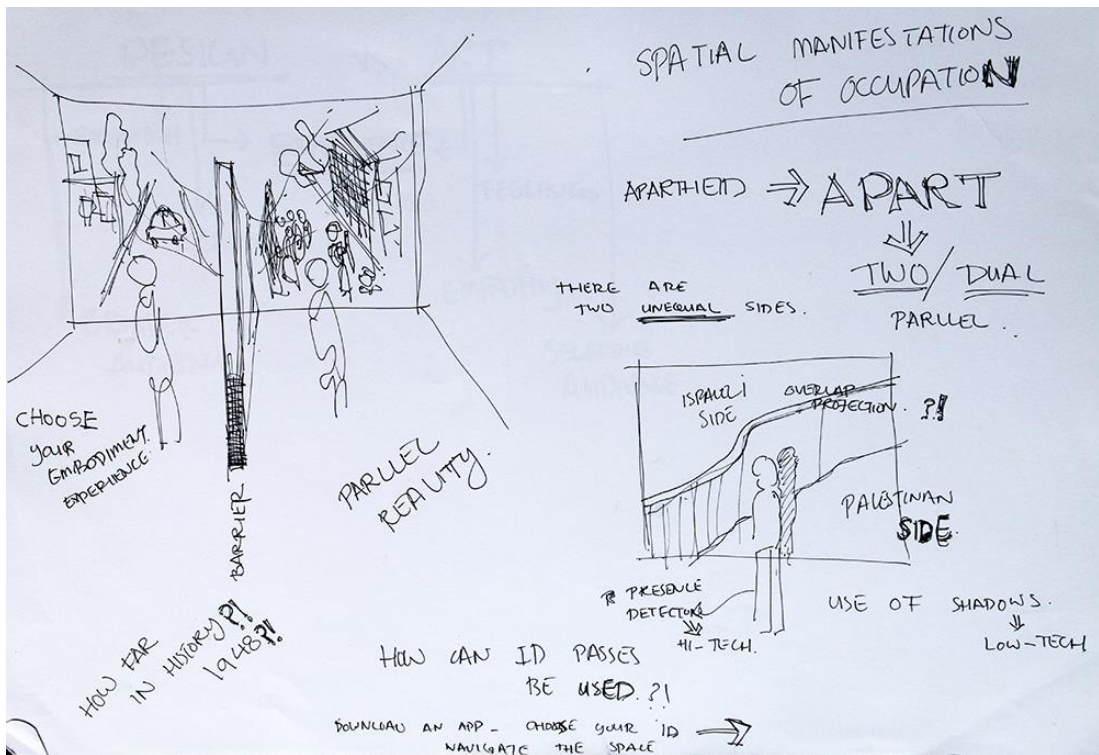 SPATIAL MANIFESTATIONS
OF OCCUPATION
APARTHEID ⇒ APART
⇓
TWO/DUAL
PARLLEL.
THERE ARE
TWO UNEQUAL SIDES.
CHOOSE
YOUR
EMBODIMENT
EXPERIENCE.
BARRIER
PARLLEL
REALITY.
HOW FAR
IN HISTORY?!
1948?!
ISRAELI
SIDE
OVERLAP
PROJECTION. ?!
PALESTINAN
SIDE.
PRESENCE
DETECTION
⇓
HI-TECH.
USE OF SHADOWS.
⇓
LOW-TECH
HOW CAN ID PASSES
BE USED.?!
DOWNLOAD AN APP - CHOOSE YOUR ID ⇒
NAVIGATE THE SPACE